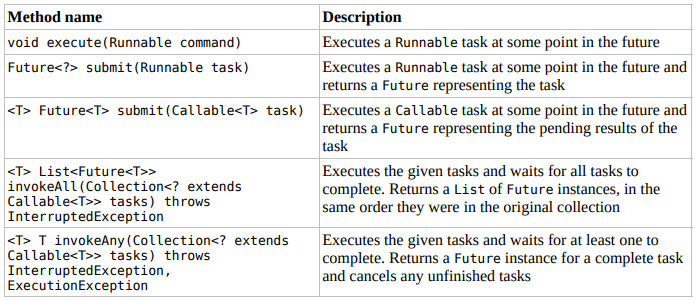 Method name Description
void execute(Runnable command) Executes a Runnable task at some point in the future
Future<?> submit(Runnable task) Executes a Runnable task at some point in the future and
returns a Future representing the task
<T> Future<T> submit(Callable<T> task) Executes a Callable task at some point in the future and
returns a Future representing the pending results of the
task
<T> List<Future<T>>
invokeAll(Collection<? extends
Callable<T>> tasks) throws
InterruptedException
Executes the given tasks and waits for all tasks to
complete. Returns a List of Future instances, in the
same order they were in the original collection
<T> T invokeAny(Collection<? extends
Callable<T>> tasks) throws
InterruptedException,
ExecutionException
Executes the given tasks and waits for at least one to
complete. Returns a Future instance for a complete task
and cancels any unfinished tasks